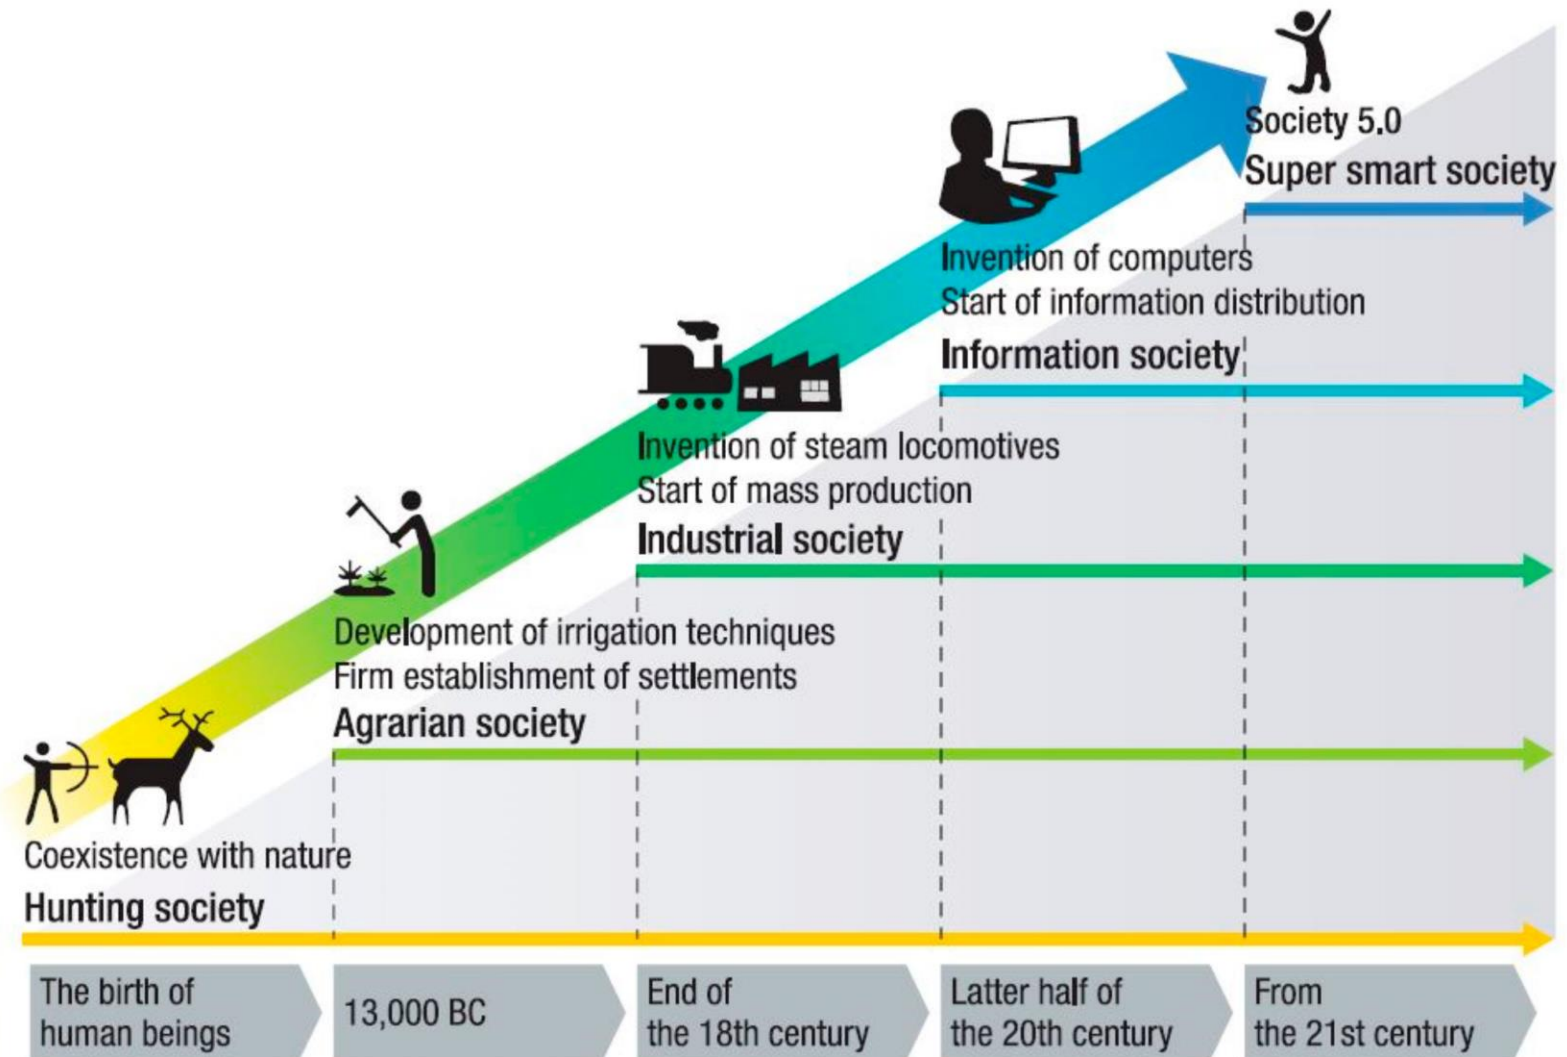 Society 5.0
Super smart society
Invention of computers
Start of information distribution
Information society
Invention of steam locomotives
Start of mass production
Industrial society
Development of irrigation techniques
Firm establishment of settlements
Agrarian society
Coexistence with nature
Hunting society
The birth of
human beings
13,000 BC
End of
the 18th century
Latter half of
the 20th century
From
the 21st century